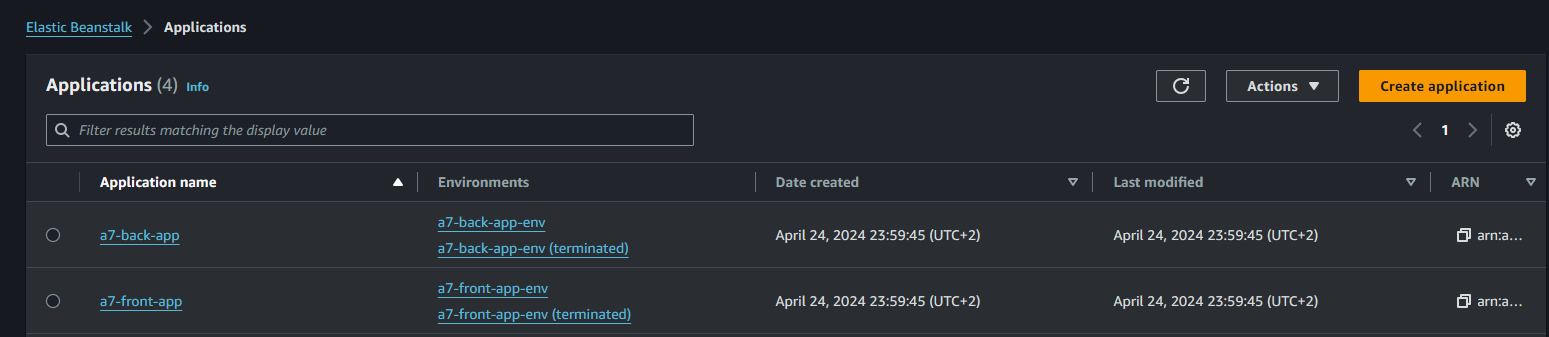 Elastic Beanstalk > Applications
Applications (4) Info
Actions
Create application
Filter results matching the display value
1
Application name Environments Date created Last modified ARN
a7-back-app a7-back-app-env April 24, 2024 23:59:45 (UTC+2) April 24, 2024 23:59:45 (UTC+2) arn:a...
a7-back-app-env (terminated)
a7-front-app a7-front-app-env April 24, 2024 23:59:45 (UTC+2) April 24, 2024 23:59:45 (UTC+2) arn:a...
a7-front-app-env (terminated)